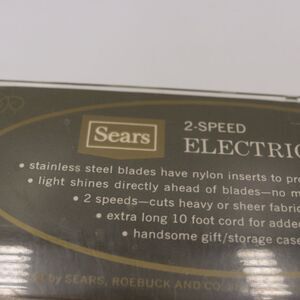 Sears
2-SPEED
ELECTRIC
• stainless steel blades have nylon inserts to
• light shines directly ahead of blades—no
• 2 speeds—cuts heavy or sheer
• extra long 10 foot cord for added
• handsome gift/storage case
by SEARS, ROEBUCK AND CO.